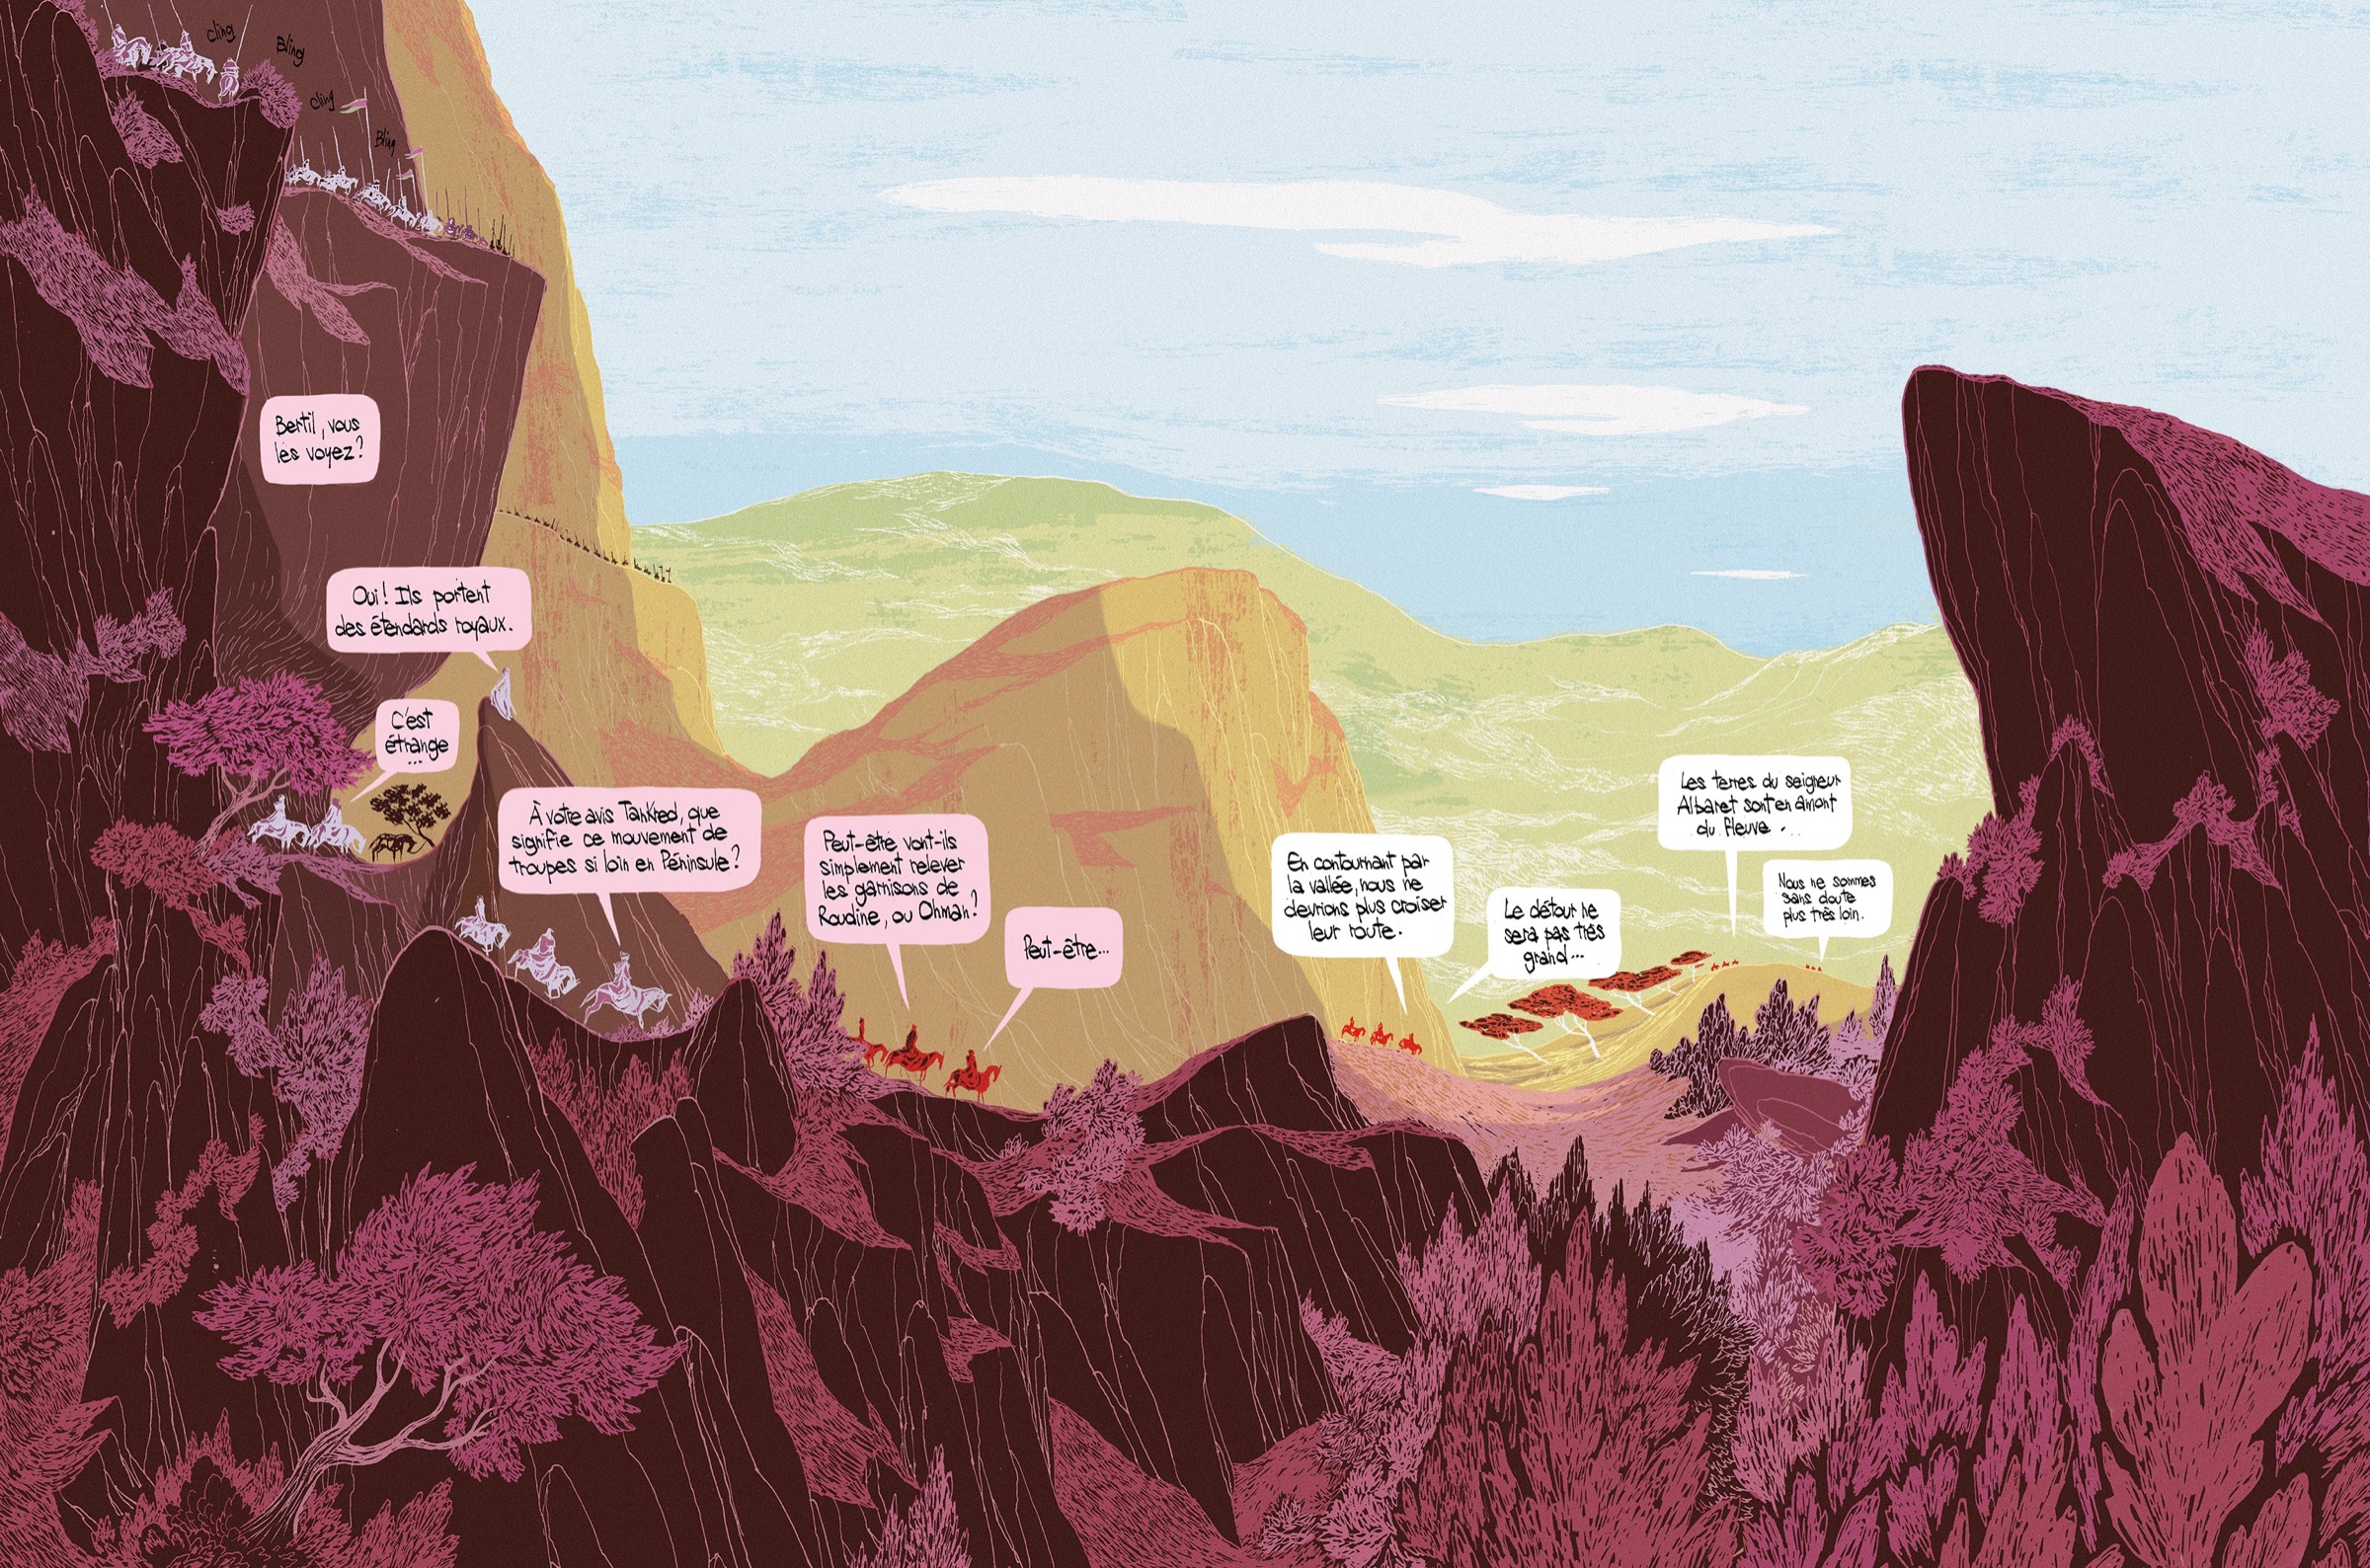 Cling
Bling
Cling
Bling
Bertil, vous
les voyez?
Oui! Ils portent
des étendards royaux.
C'est
étrange
...
À votre avis Tankred, que
signifie ce mouvement de
troupes si loin en Péninsule?
Peut-être vont-ils
simplement relever
les garnisons de
Roudine, ou Ohman?
Peut-être...
En contournant par
la vallée, nous ne
devrions plus croiser
leur route.
Le détour ne
sera pas très
grand...
Les terres du seigneur
Albaret sont en amont
du fleuve...
Nous ne sommes
sans doute
plus très loin.